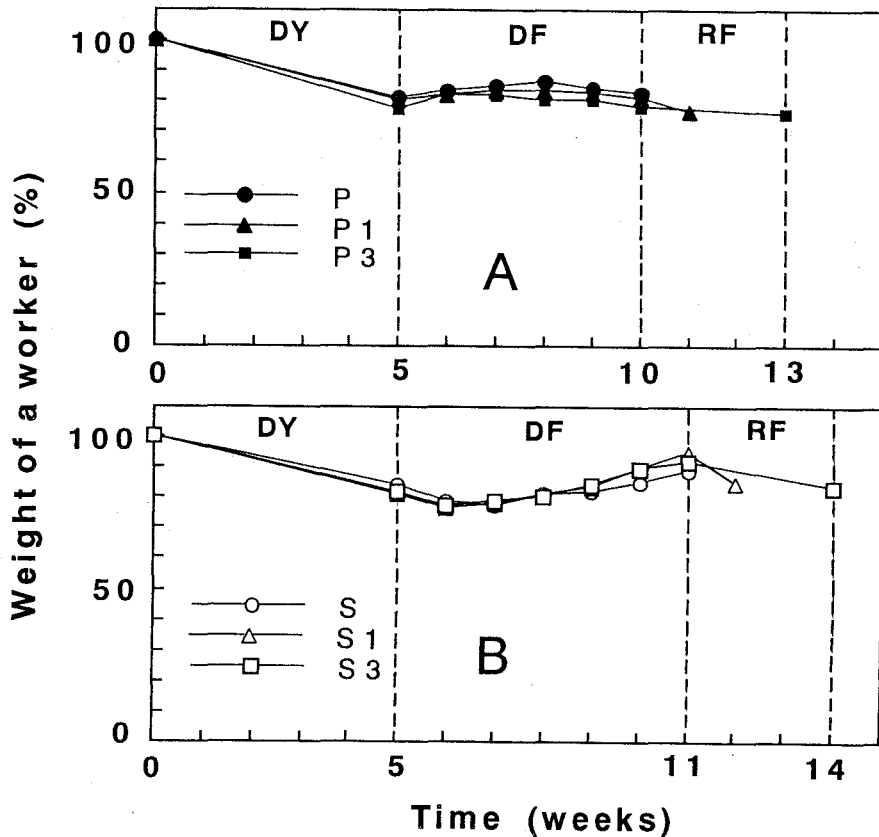 Weight of a worker (%)
DY DF RF
100
50
0
P
P 1
P 3
A
0 5 10 13
DY DF RF
100
50
0
S
S 1
S 3
B
0 5 11 14
Time (weeks)